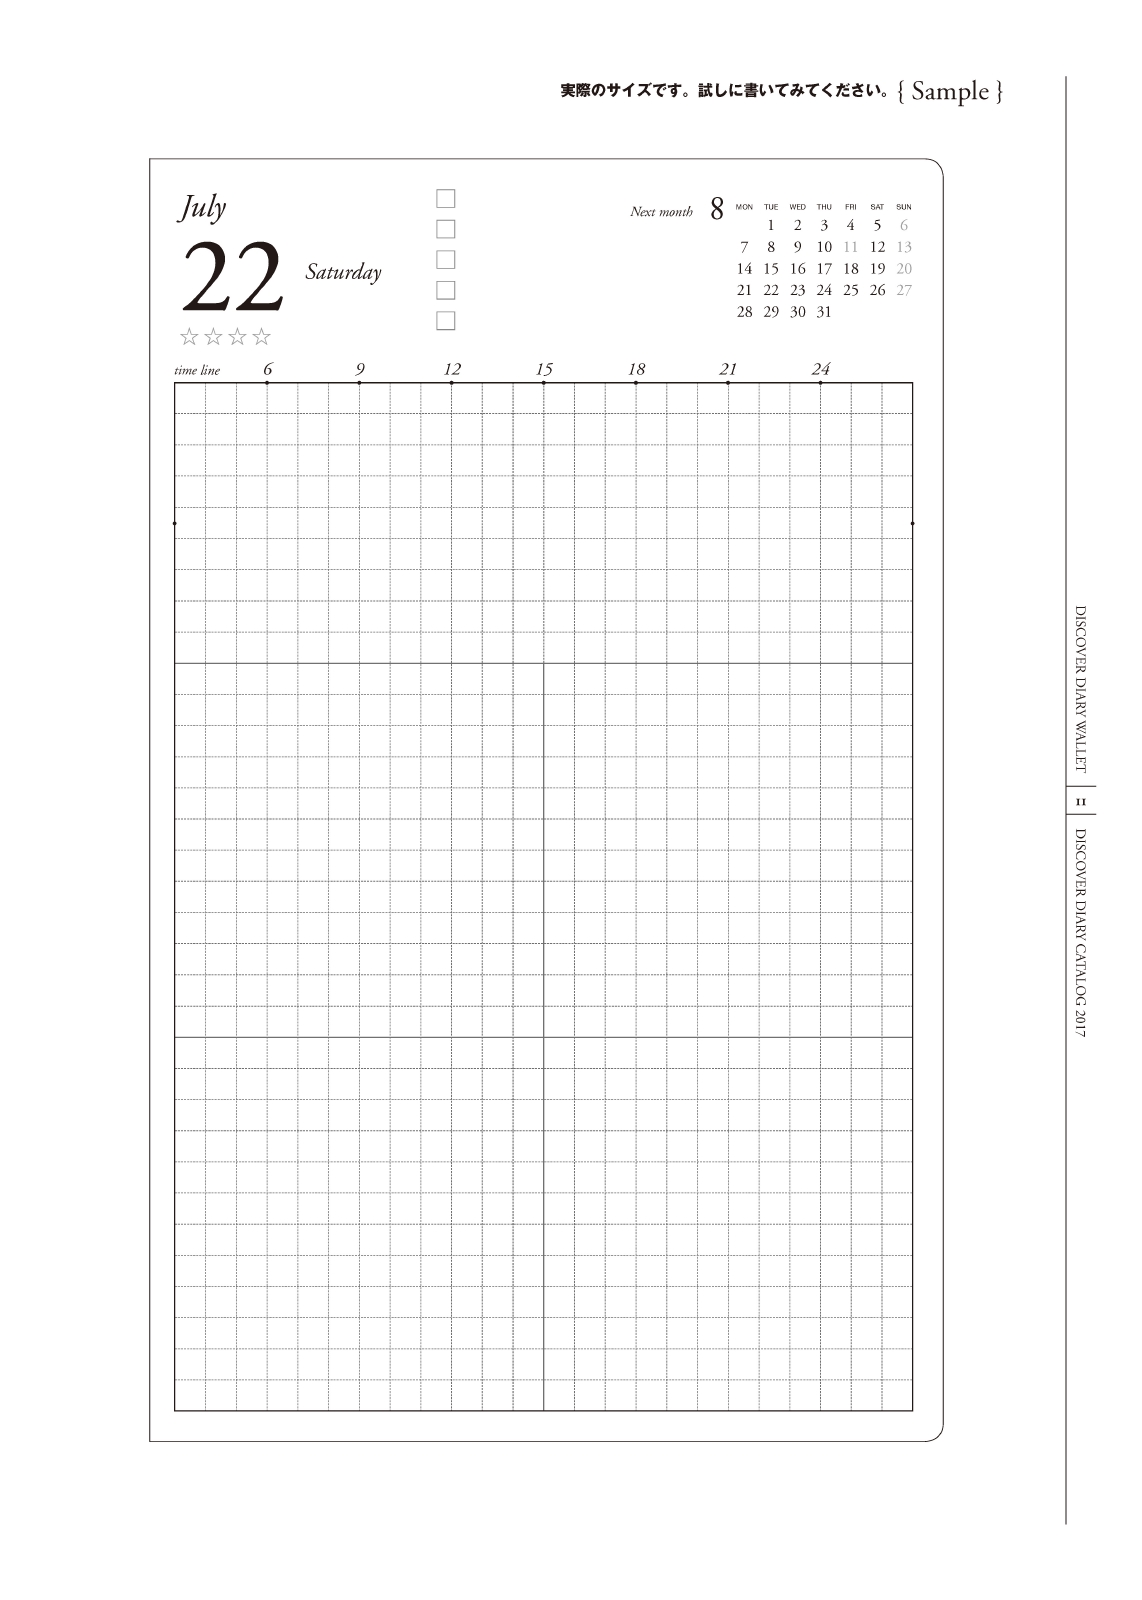 実際のサイズです。試しに書いてみてください。{ Sample }
July
22
Saturday
☆☆☆☆
Next month 8
MON TUE WED THU FRI SAT SUN
1 2 3 4 5 6
7 8 9 10 11 12 13
14 15 16 17 18 19 20
21 22 23 24 25 26 27
28 29 30 31
time line 6 9 12 15 18 21 24
DISCOVER DIARY WALLET
11
DISCOVER DIARY CATALOG 2017